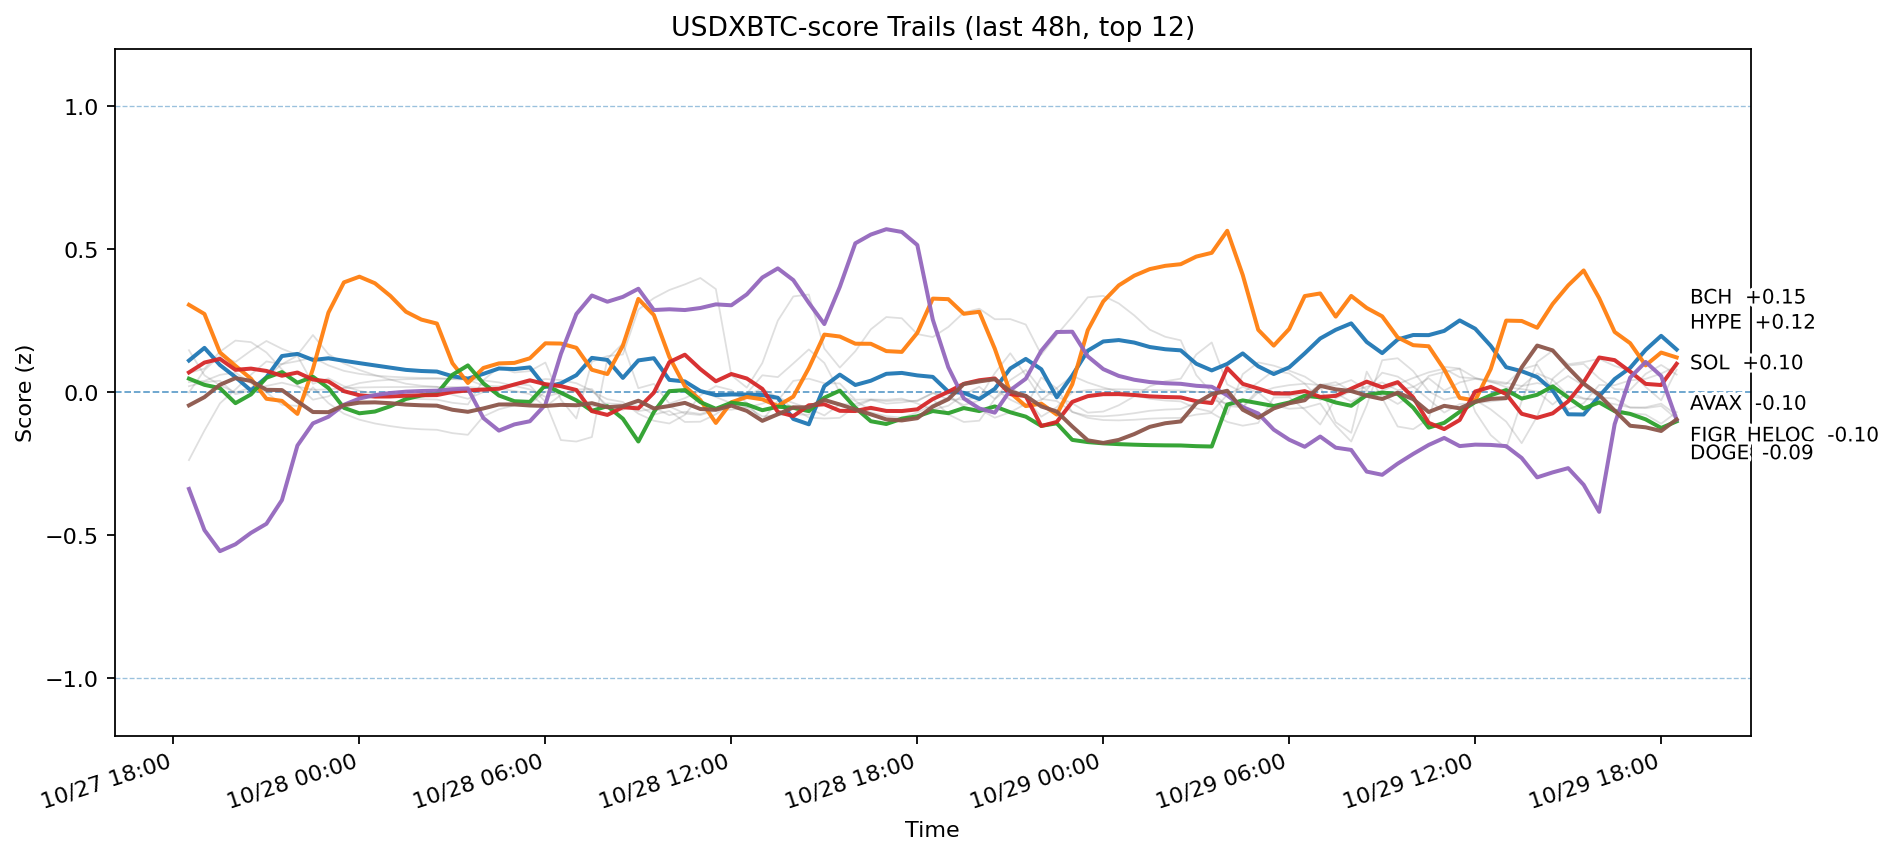 USDXBTC-score Trails (last 48h, top 12)
1.0
0.5
0.0
−0.5
−1.0
Score (z)
BCH +0.15
HYPE +0.12
SOL +0.10
AVAX -0.10
FIGR_HELOC -0.10
DOGE -0.09
10/27 18:00
10/28 00:00
10/28 06:00
10/28 12:00
10/28 18:00
10/29 00:00
10/29 06:00
10/29 12:00
10/29 18:00
Time